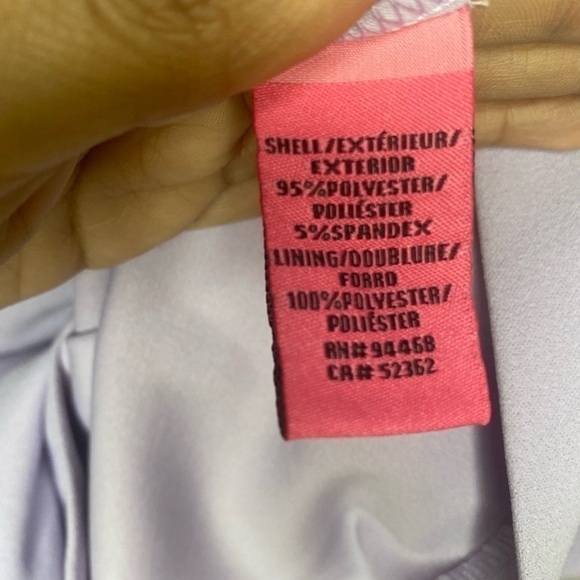 SHELL/EXTÉRIEUR/
EXTERIOR
95%POLYESTER/
POLIÉSTER
5%SPANDEX
LINING/DOUBLURE/
FORRO
100%POLYESTER/
POLIÉSTER
RN# 94468
CA# 52362